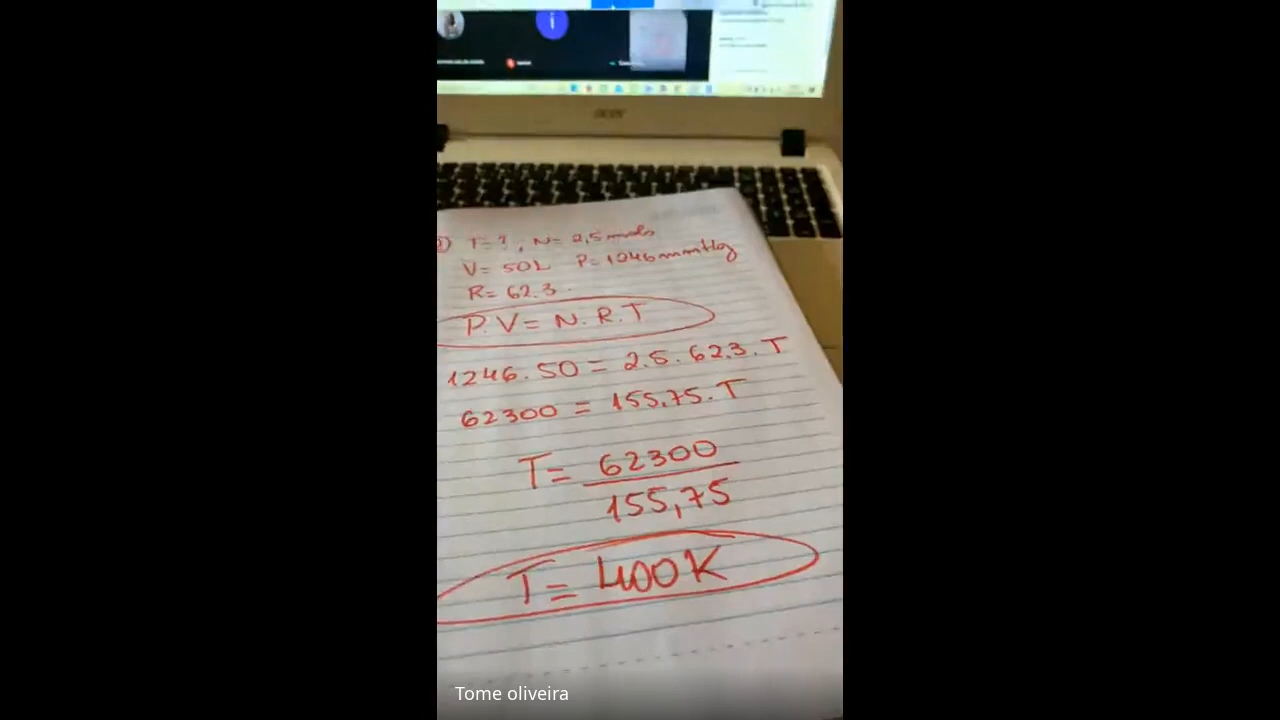 acer
T=?, N= 2,5 mols
V= 50L P= 1246 mmHg
R= 62.3
P.V = N.R.T
1246.50 = 2.5.62.3.T
62300 = 155.75.T
T= 62300
155,75
T= 400K
Tome oliveira